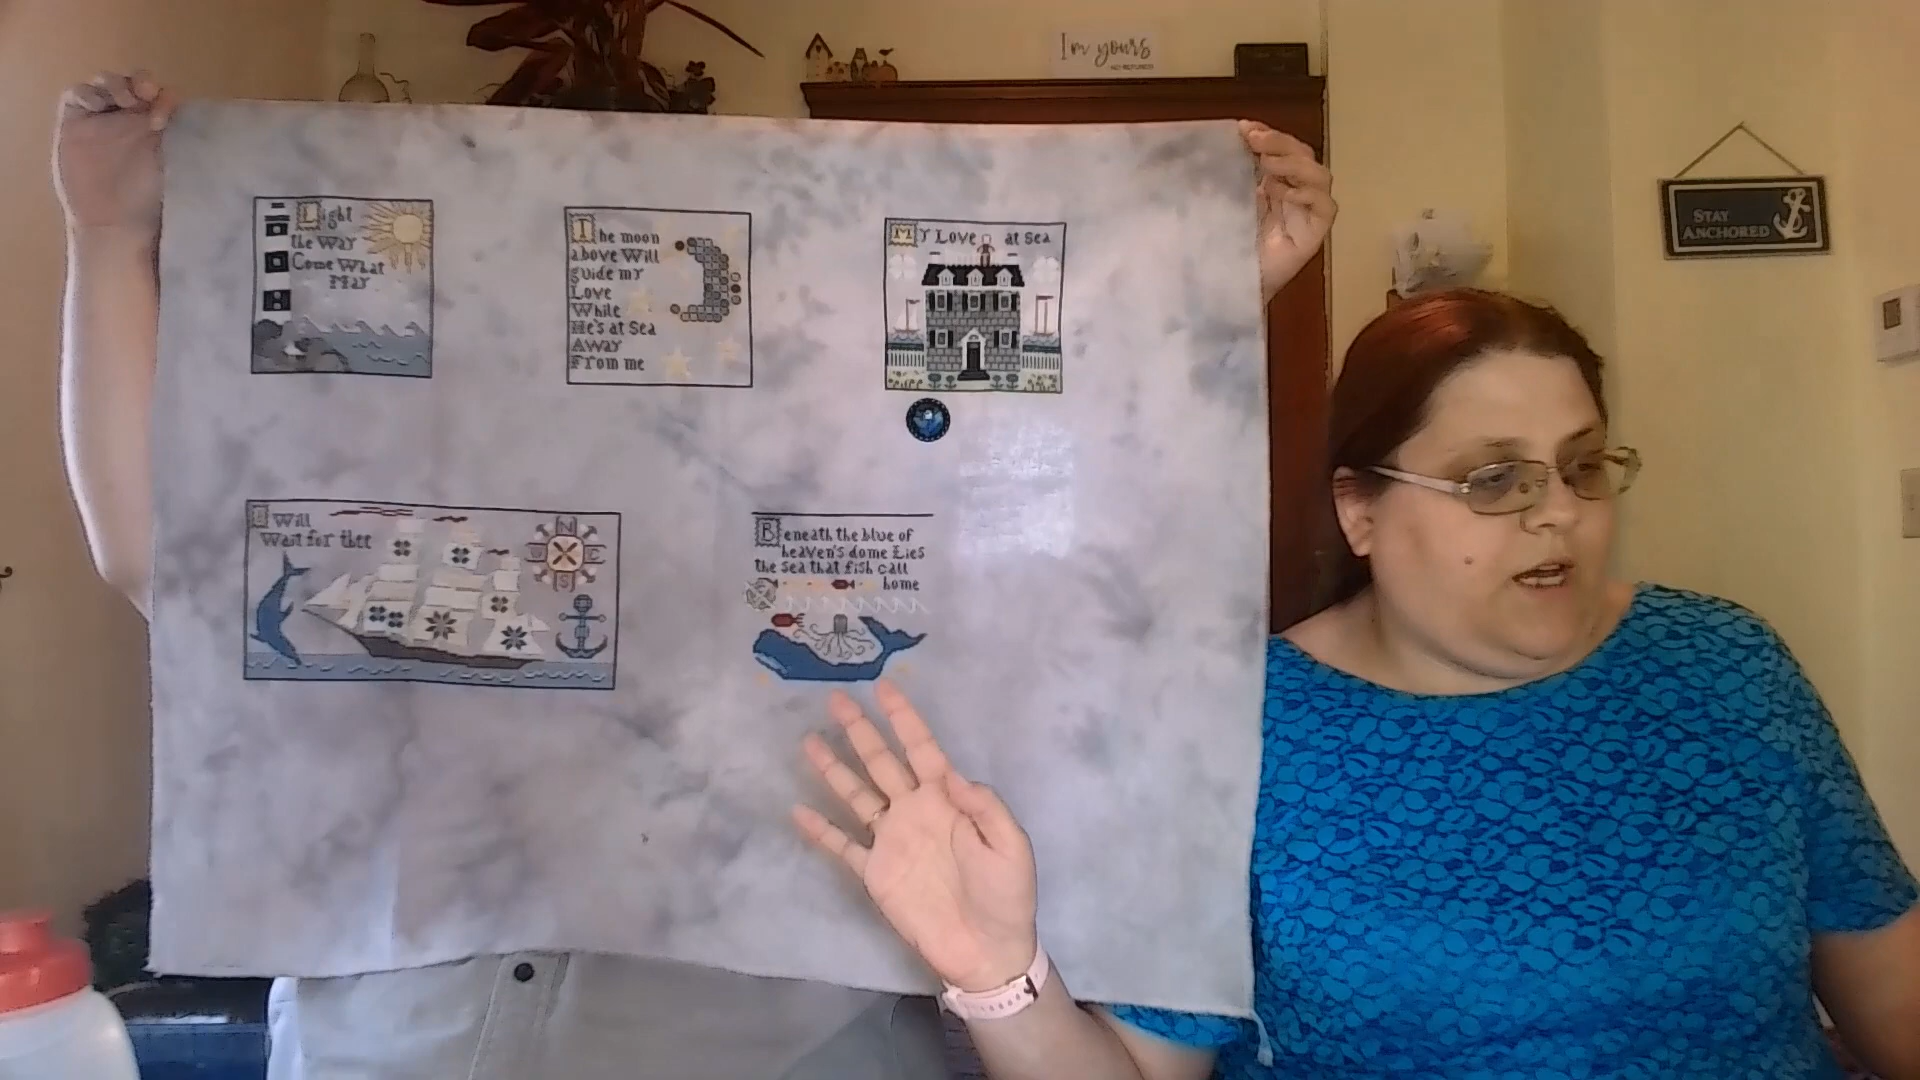 I'm yours
NO REFUNDS
STAY
ANCHORED
Light
the Way
Come What
May
The moon
above Will
guide my
Love
While
He's at Sea
Away
From me
My Love at Sea
I Will
Wait for thee
N
W E
S
Beneath the blue of
heaven's dome Lies
the sea that fish call
home